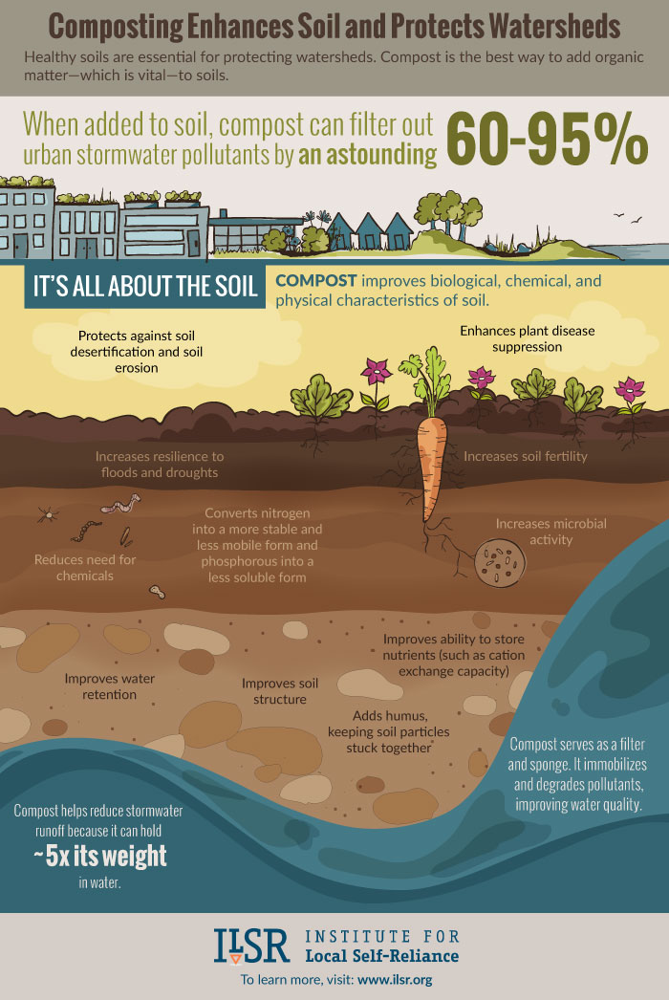 Composting Enhances Soil and Protects Watersheds
Healthy soils are essential for protecting watersheds. Compost is the best way to add organic
matter—which is vital—to soils.
When added to soil, compost can filter out
urban stormwater pollutants by an astounding
60-95%
IT'S ALL ABOUT THE SOIL
COMPOST improves biological, chemical, and
physical characteristics of soil.
Protects against soil
desertification and soil
erosion
Enhances plant disease
suppression
Increases resilience to
floods and droughts
Increases soil fertility
Converts nitrogen
into a more stable and
less mobile form and
phosphorous into a
less soluble form
Increases microbial
activity
Reduces need for
chemicals
Improves ability to store
nutrients (such as cation
exchange capacity)
Improves water
retention
Improves soil
structure
Adds humus,
keeping soil particles
stuck together
Compost serves as a filter
and sponge. It immobilizes
and degrades pollutants,
improving water quality.
Compost helps reduce stormwater
runoff because it can hold
~5x its weight
in water.
ILSR
INSTITUTE FOR
Local Self-Reliance
To learn more, visit: www.ilsr.org